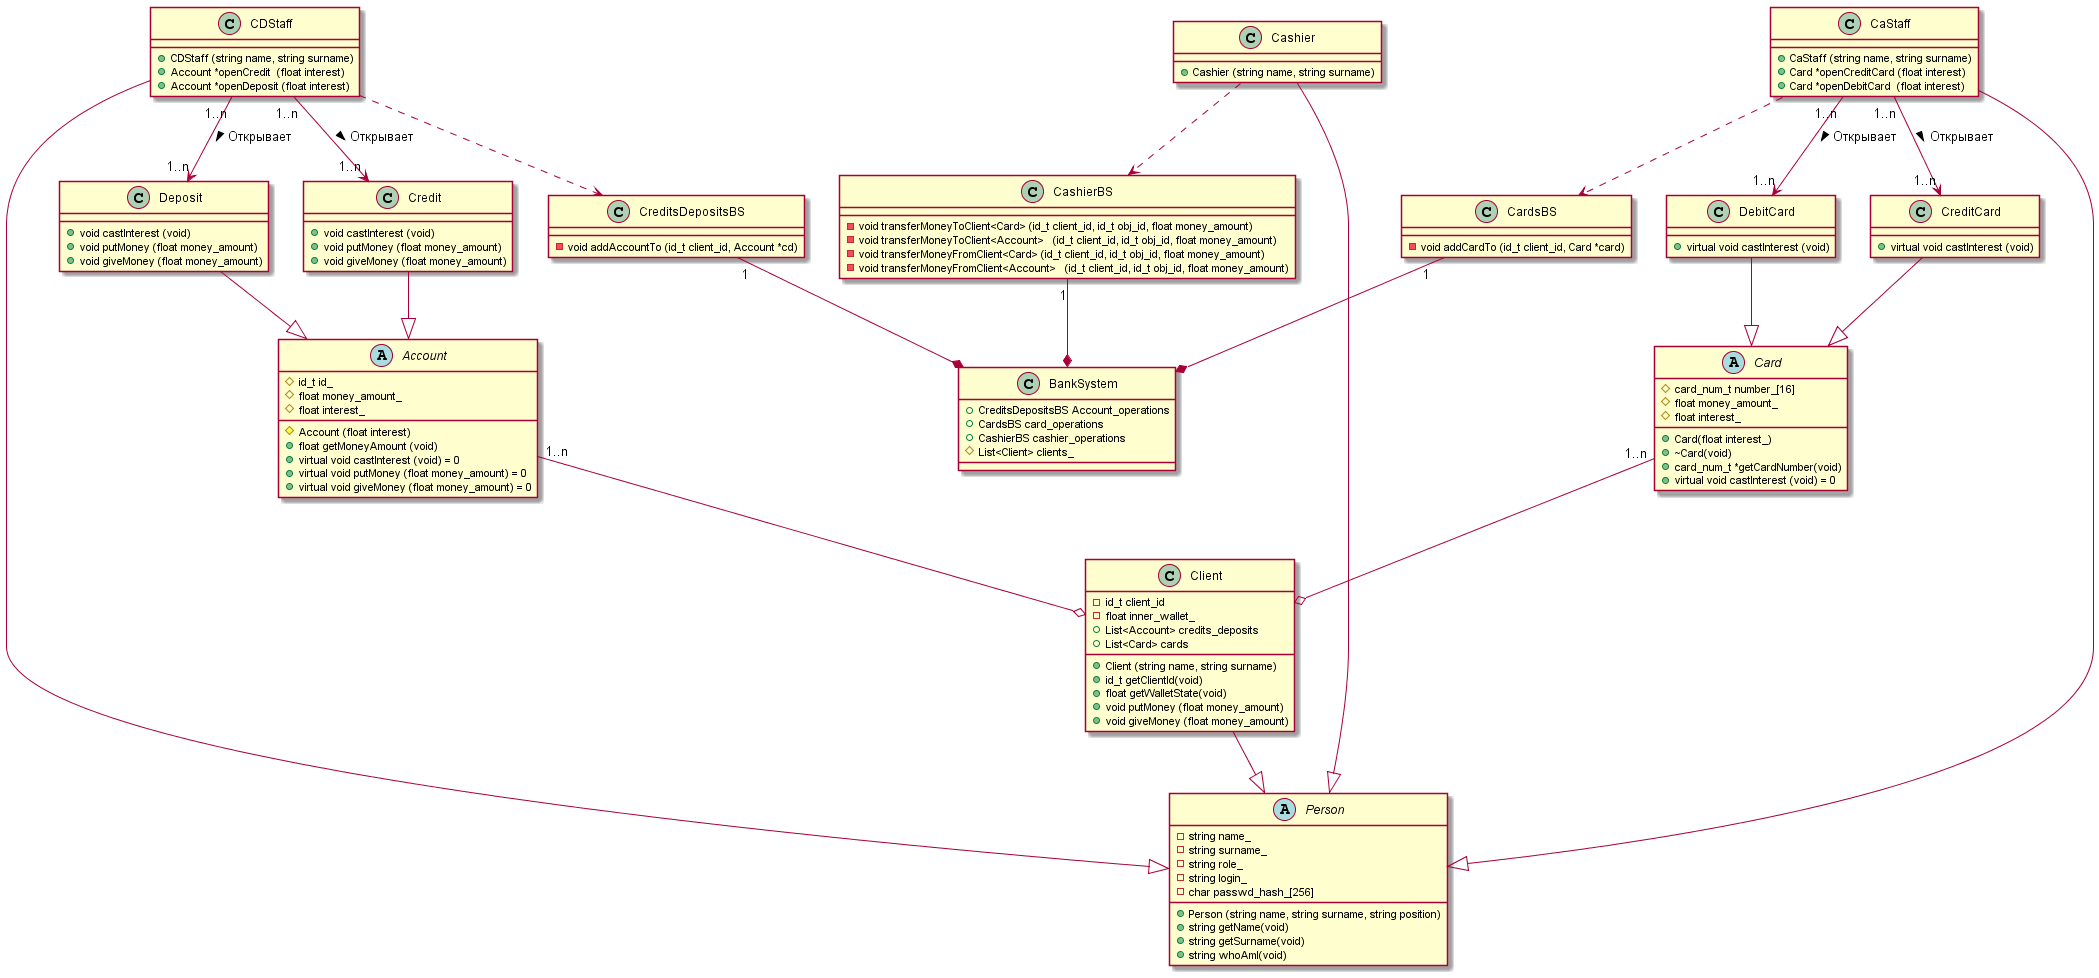 C CDStaff
CDStaff (string name, string surname)
Account *openCredit  (float interest)
Account *openDeposit (float interest)
C Cashier
Cashier (string name, string surname)
C CaStaff
CaStaff (string name, string surname)
Card *openCreditCard (float interest)
Card *openDebitCard  (float interest)
1..n
1..n
Открывает
Открывает
1..n
1..n
1..n
1..n
Открывает
Открывает
1..n
1..n
C Deposit
void castInterest (void)
void putMoney (float money_amount)
void giveMoney (float money_amount)
C Credit
void castInterest (void)
void putMoney (float money_amount)
void giveMoney (float money_amount)
C CreditsDepositsBS
void addAccountTo (id_t client_id, Account *cd)
C CashierBS
void transferMoneyToClient<Card> (id_t client_id, id_t obj_id, float money_amount)
void transferMoneyToClient<Account>   (id_t client_id, id_t obj_id, float money_amount)
void transferMoneyFromClient<Card> (id_t client_id, id_t obj_id, float money_amount)
void transferMoneyFromClient<Account>   (id_t client_id, id_t obj_id, float money_amount)
C CardsBS
void addCardTo (id_t client_id, Card *card)
C DebitCard
virtual void castInterest (void)
C CreditCard
virtual void castInterest (void)
1
1
1
A Account
id_t id_
float money_amount_
float interest_
Account (float interest)
float getMoneyAmount (void)
virtual void castInterest (void) = 0
virtual void putMoney (float money_amount) = 0
virtual void giveMoney (float money_amount) = 0
C BankSystem
CreditsDepositsBS Account_operations
CardsBS card_operations
CashierBS cashier_operations
List<Client> clients_
A Card
card_num_t number_[16]
float money_amount_
float interest_
Card(float interest_)
~Card(void)
card_num_t *getCardNumber(void)
virtual void castInterest (void) = 0
1..n
1..n
C Client
id_t client_id
float inner_wallet_
List<Account> credits_deposits
List<Card> cards
Client (string name, string surname)
id_t getClientId(void)
float getWalletState(void)
void putMoney (float money_amount)
void giveMoney (float money_amount)
A Person
string name_
string surname_
string role_
string login_
char passwd_hash_[256]
Person (string name, string surname, string position)
string getName(void)
string getSurname(void)
string whoAmI(void)